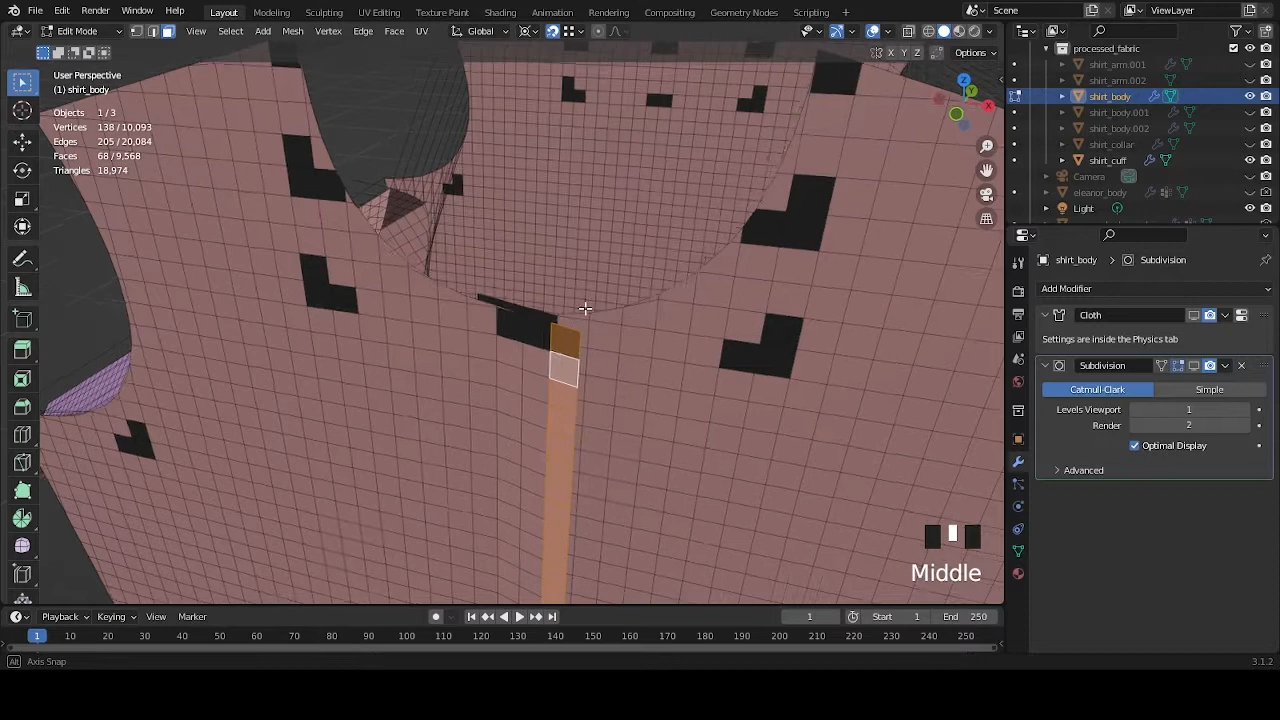 File Edit Render Window Help Layout Modeling Sculpting UV Editing Texture Paint Shading Animation Rendering Compositing Geometry Nodes Scripting + Scene ViewLayer
Edit Mode View Select Add Mesh Vertex Edge Face UV Global X Y Z Options
User Perspective
(1) shirt_body
Objects 1 / 3
Vertices 138 / 10,093
Edges 205 / 20,084
Faces 68 / 9,568
Triangles 18,974
Z
Y
X
processed_fabric
shirt_arm.001
shirt_arm.002
shirt_body
shirt_body.001
shirt_body.002
shirt_collar
shirt_cuff
Camera
eleanor_body
Light
shirt_body > Subdivision
Add Modifier
Cloth
Settings are inside the Physics tab
Subdivision
Catmull-Clark Simple
Levels Viewport 1
Render 2
Optimal Display
Advanced
Middle
Playback Keying View Marker 1 Start 1 End 250
1 10 20 30 40 50 60 70 80 90 100 110 120 130 140 150 160 170 180 190 200 210 220 230 240 250
Alt Axis Snap 3.1.2